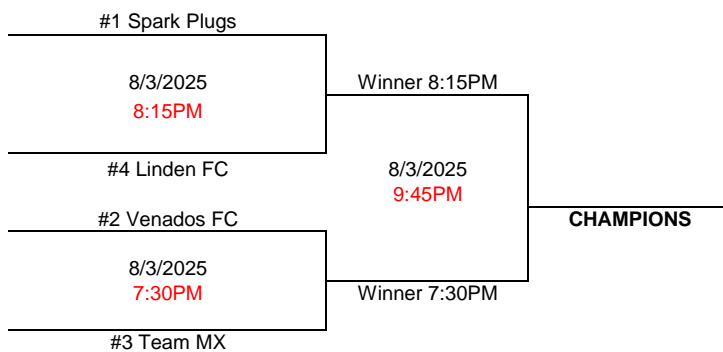 #1 Spark Plugs
8/3/2025
8:15PM
Winner 8:15PM
#4 Linden FC
8/3/2025
9:45PM
#2 Venados FC
CHAMPIONS
8/3/2025
7:30PM
Winner 7:30PM
#3 Team MX